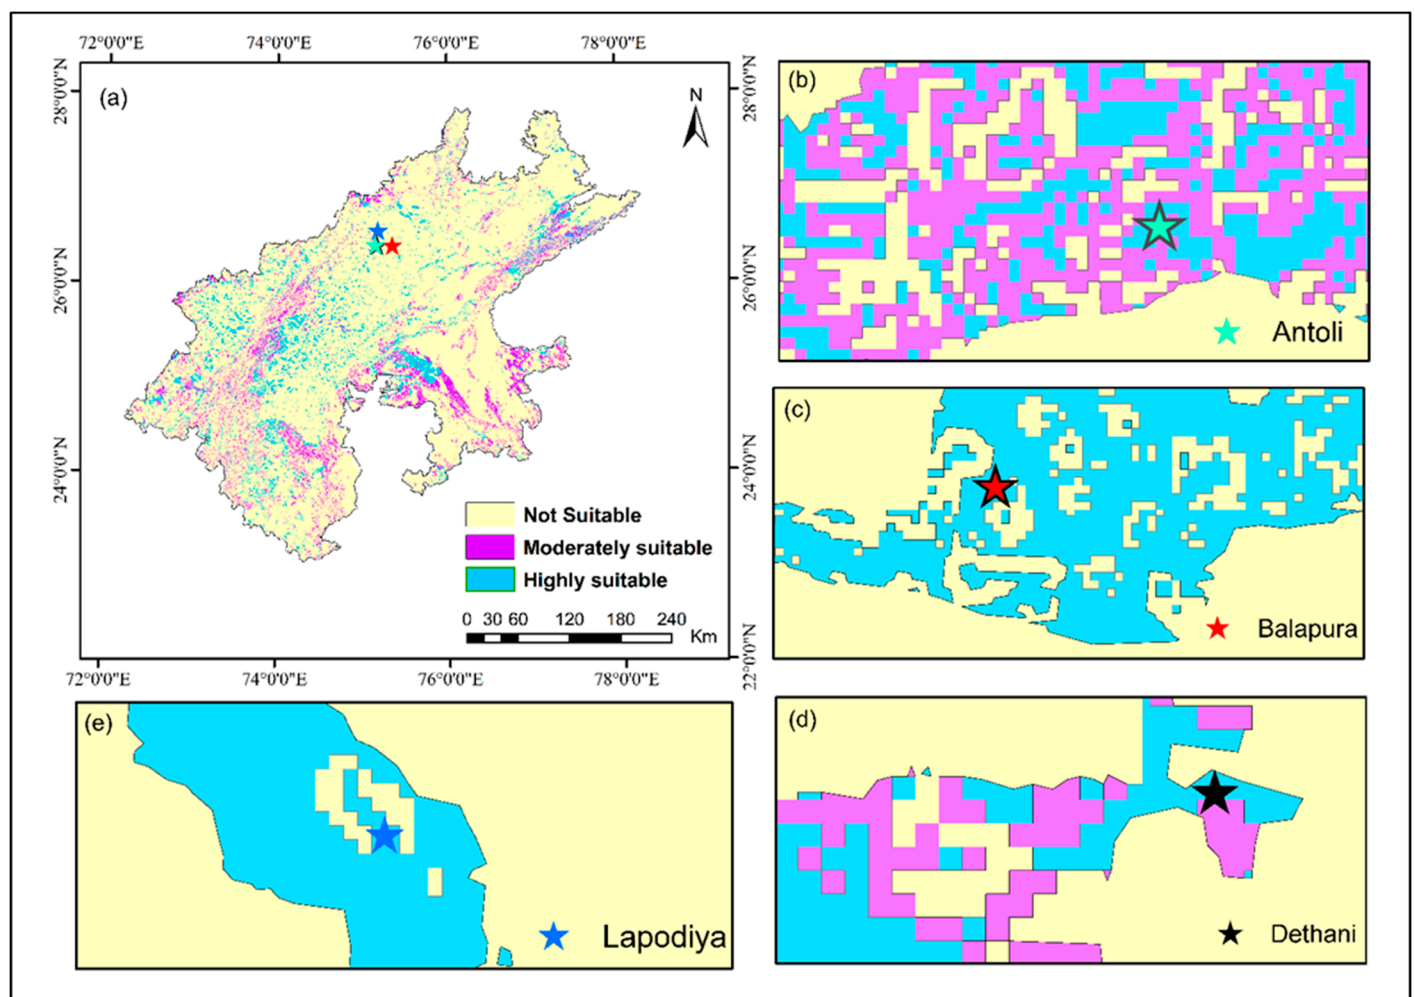 72°0'0"E 74°0'0"E 76°0'0"E 78°0'0"E
(a)
N
28°0'0"N
26°0'0"N
24°0'0"N
28°0'0"N
26°0'0"N
24°0'0"N
22°0'0"N
Not Suitable
Moderately suitable
Highly suitable
0 30 60 120 180 240
Km
72°0'0"E 74°0'0"E 76°0'0"E 78°0'0"E
(b)
Antoli
(c)
Balapura
(e)
Lapodiya
(d)
Dethani